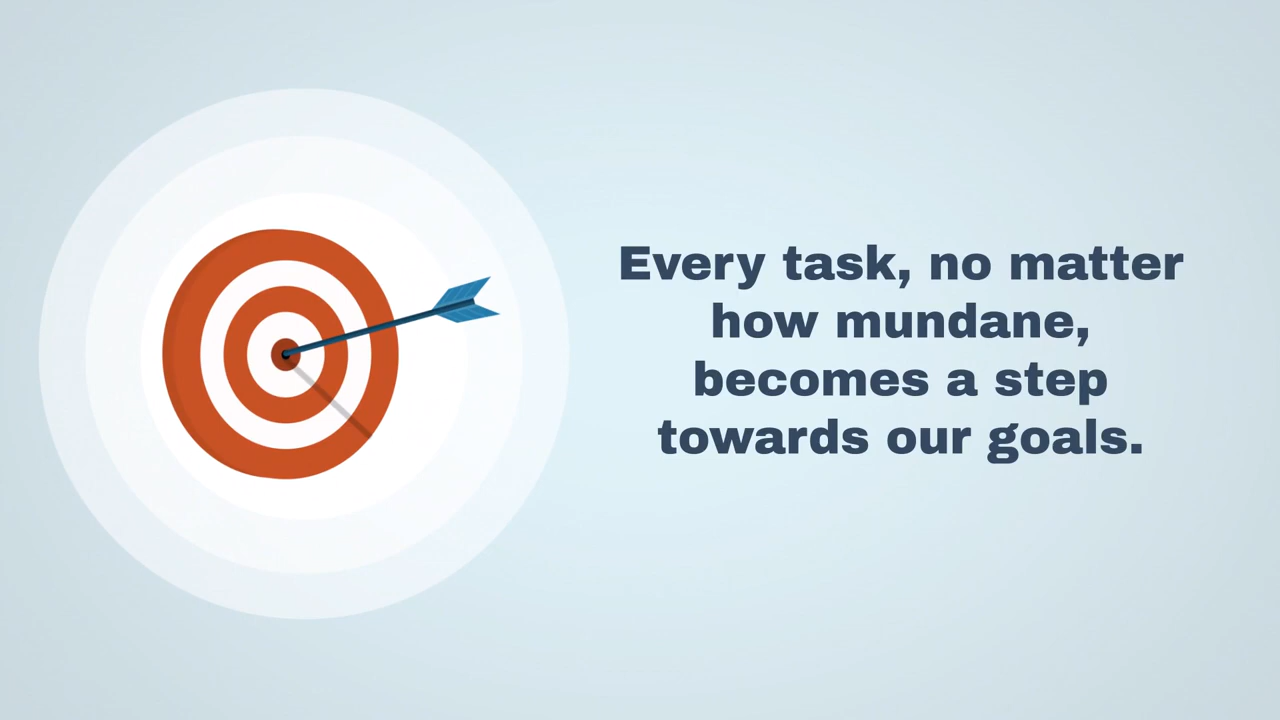 Every task, no matter
how mundane,
becomes a step
towards our goals.